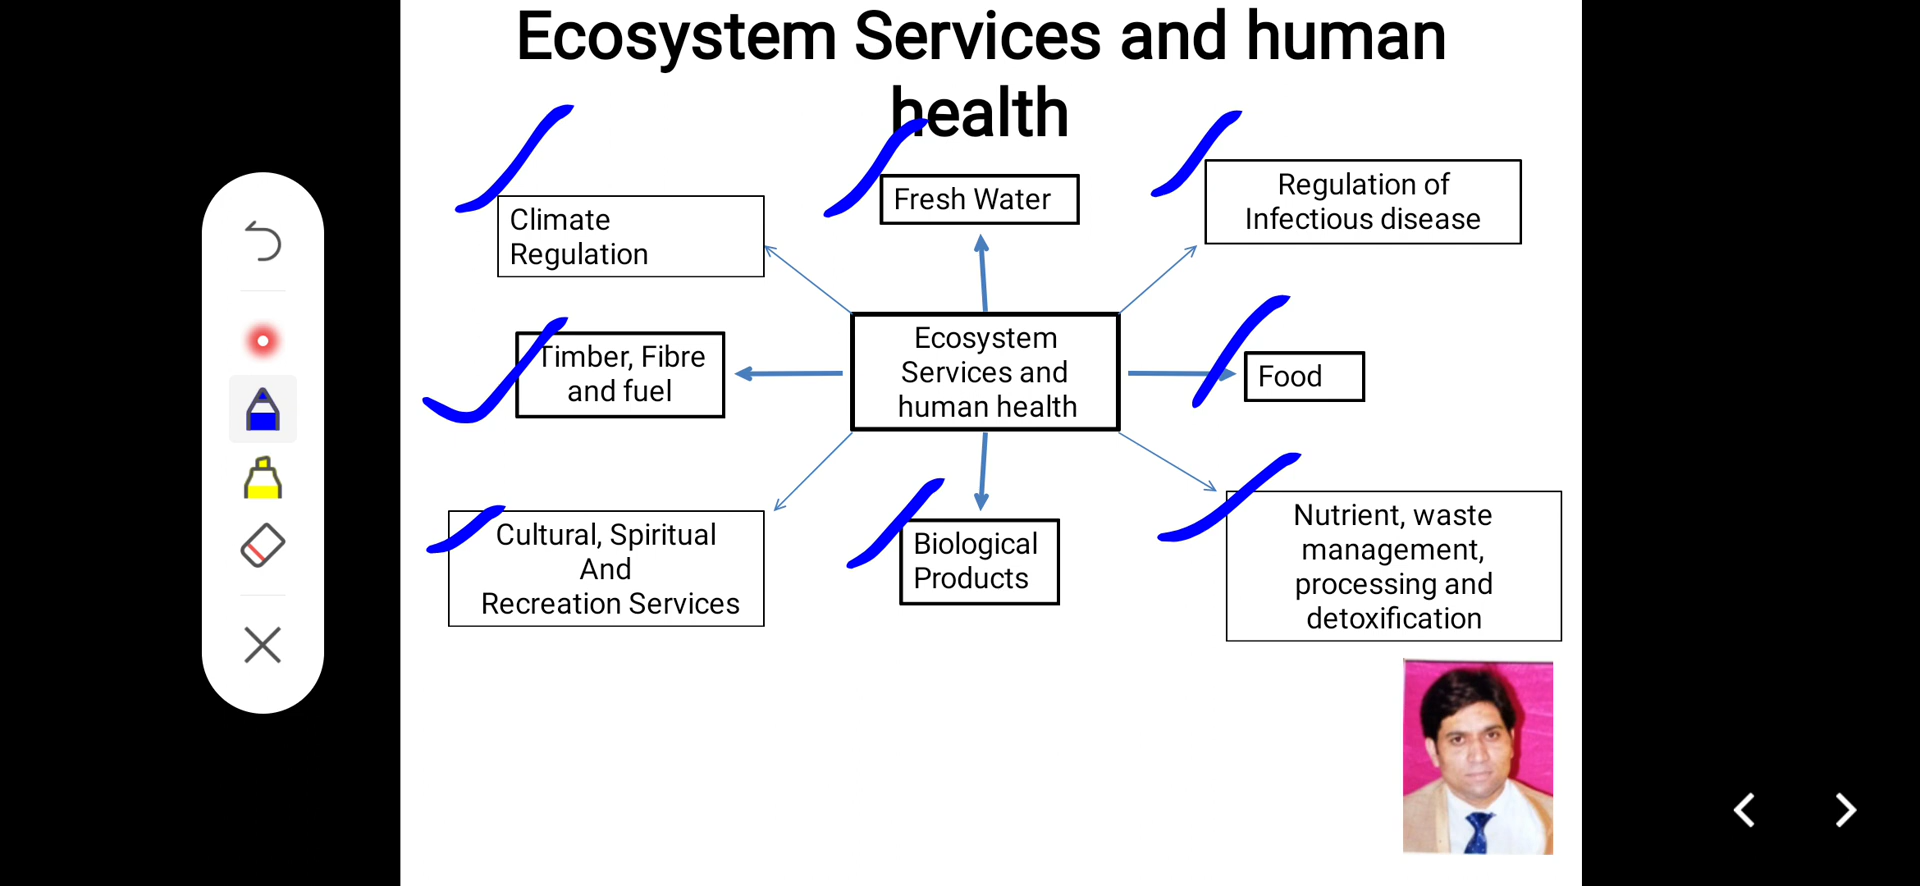 Ecosystem Services and human
health
Climate
Regulation
Fresh Water
Regulation of
Infectious disease
Timber, Fibre
and fuel
Ecosystem
Services and
human health
Food
Cultural, Spiritual
And
Recreation Services
Biological
Products
Nutrient, waste
management,
processing and
detoxification